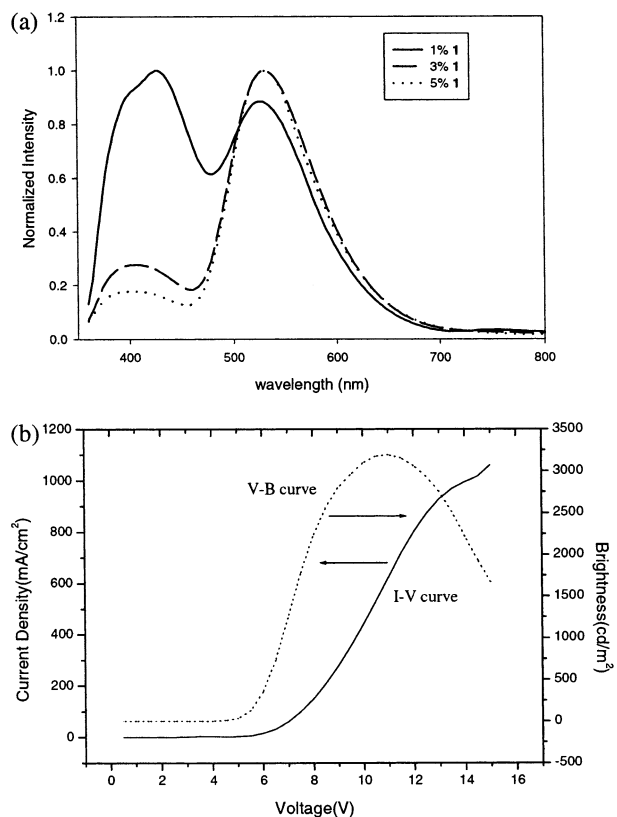 (a)
1.2
1.0
0.8
0.6
0.4
0.2
0.0
Normalized Intensity
1% 1
3% 1
5% 1
400 500 600 700 800
wavelength (nm)
(b)
1200
1000
800
600
400
200
0
Current Density(mA/cm²)
V-B curve
I-V curve
3500
3000
2500
2000
1500
1000
500
0
-500
Brightness(cd/m²)
0 2 4 6 8 10 12 14 16
Voltage(V)